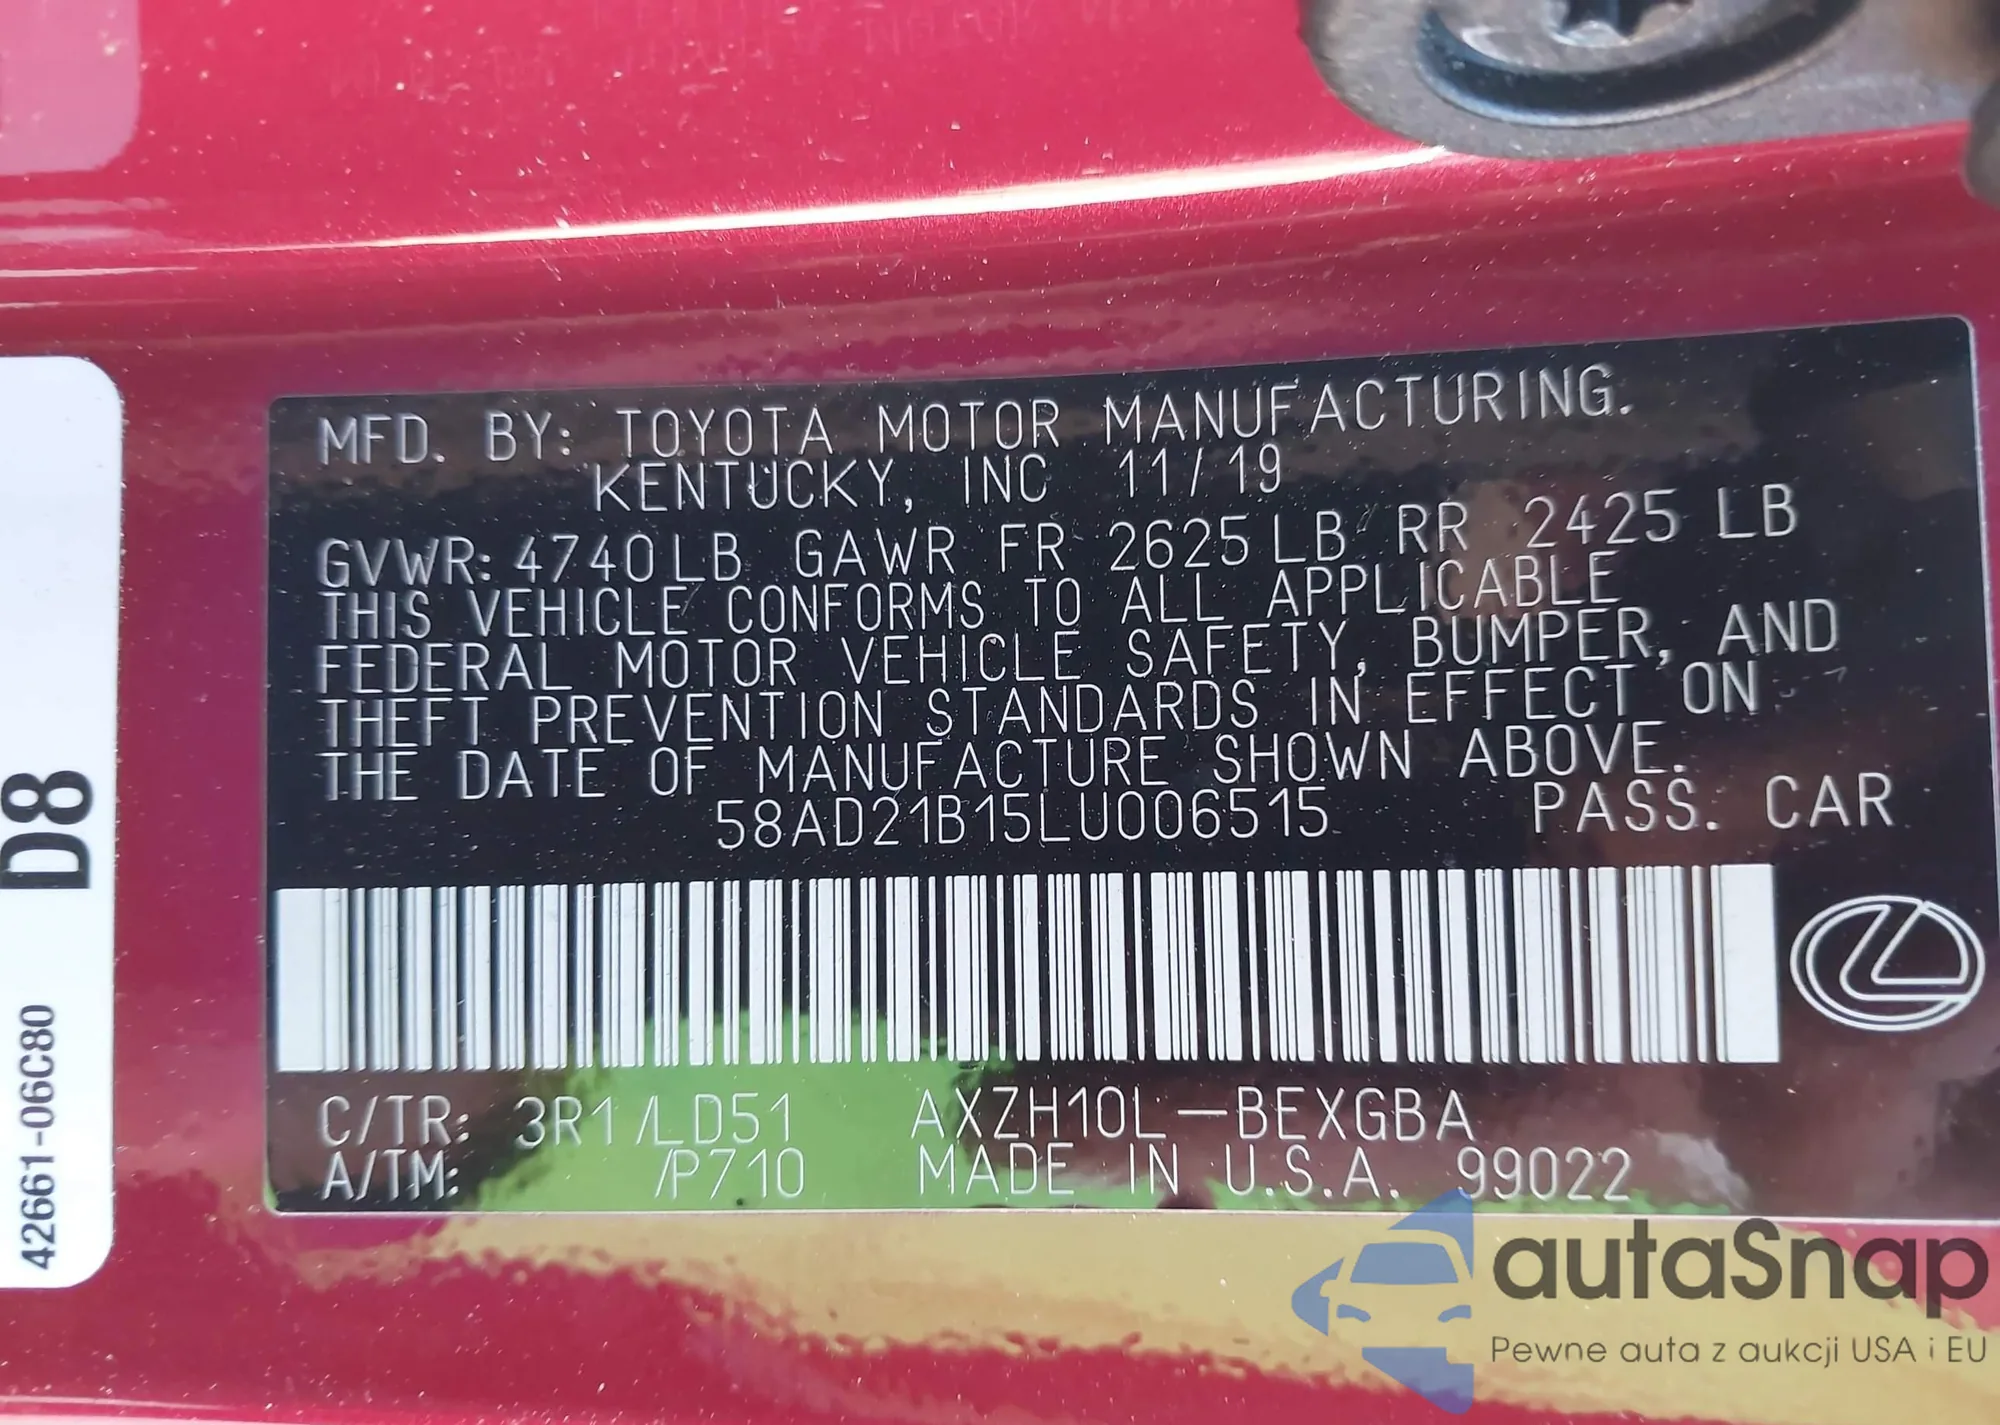 MFD. BY: TOYOTA MOTOR MANUFACTURING.
KENTUCKY, INC 11/19
GVWR: 4740LB GAWR FR 2625LB RR 2425 LB
THIS VEHICLE CONFORMS TO ALL APPLICABLE
FEDERAL MOTOR VEHICLE SAFETY, BUMPER, AND
THEFT PREVENTION STANDARDS IN EFFECT ON
THE DATE OF MANUFACTURE SHOWN ABOVE.
58AD21B15LU006515 PASS. CAR
C/TR: 3R1/LD51 AXZH10L-BEXGBA
A/TM: /P710 MADE IN U.S.A. 99022
D8
42661-06C80
autaSnap
Pewne auta z aukcji USA i EU